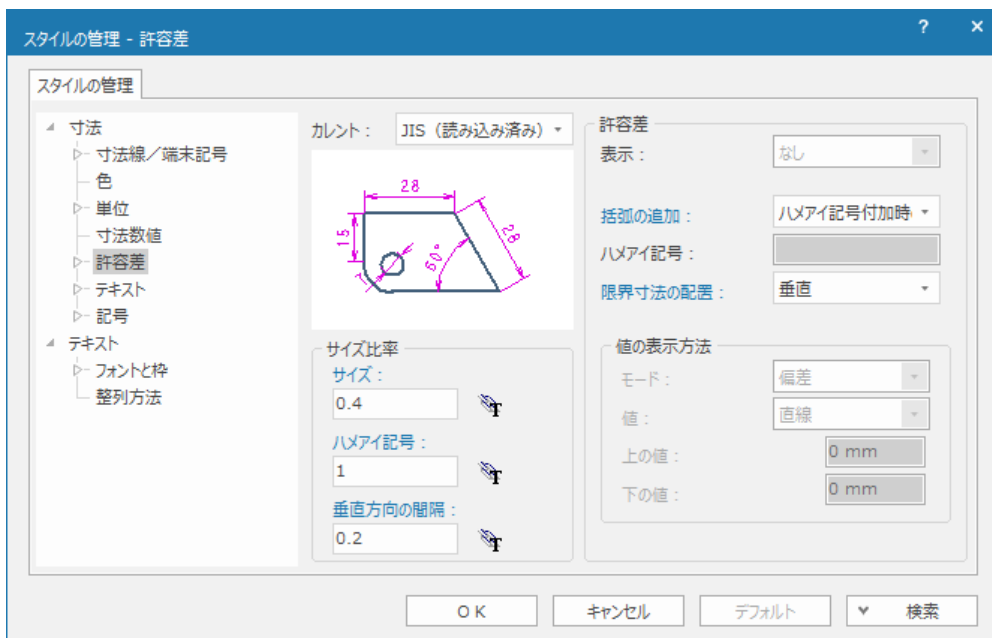 スタイルの管理 - 許容差
?
×
スタイルの管理
寸法
寸法線／端末記号
色
単位
寸法数値
許容差
テキスト
記号
テキスト
フォントと枠
整列方法
カレント：
JIS（読み込み済み）
28
15
28
60°
7
サイズ比率
サイズ：
0.4
ハメアイ記号：
1
垂直方向の間隔：
0.2
許容差
表示：
なし
括弧の追加：
ハメアイ記号付加時
ハメアイ記号：
限界寸法の配置：
垂直
値の表示方法
モード：
偏差
値：
直線
上の値：
0 mm
下の値：
0 mm
ＯＫ
キャンセル
デフォルト
検索